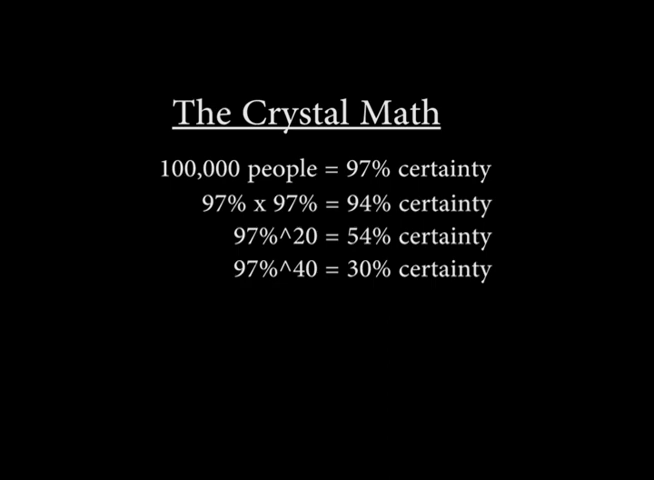 The Crystal Math
100,000 people = 97% certainty
97% x 97% = 94% certainty
97%^20 = 54% certainty
97%^40 = 30% certainty